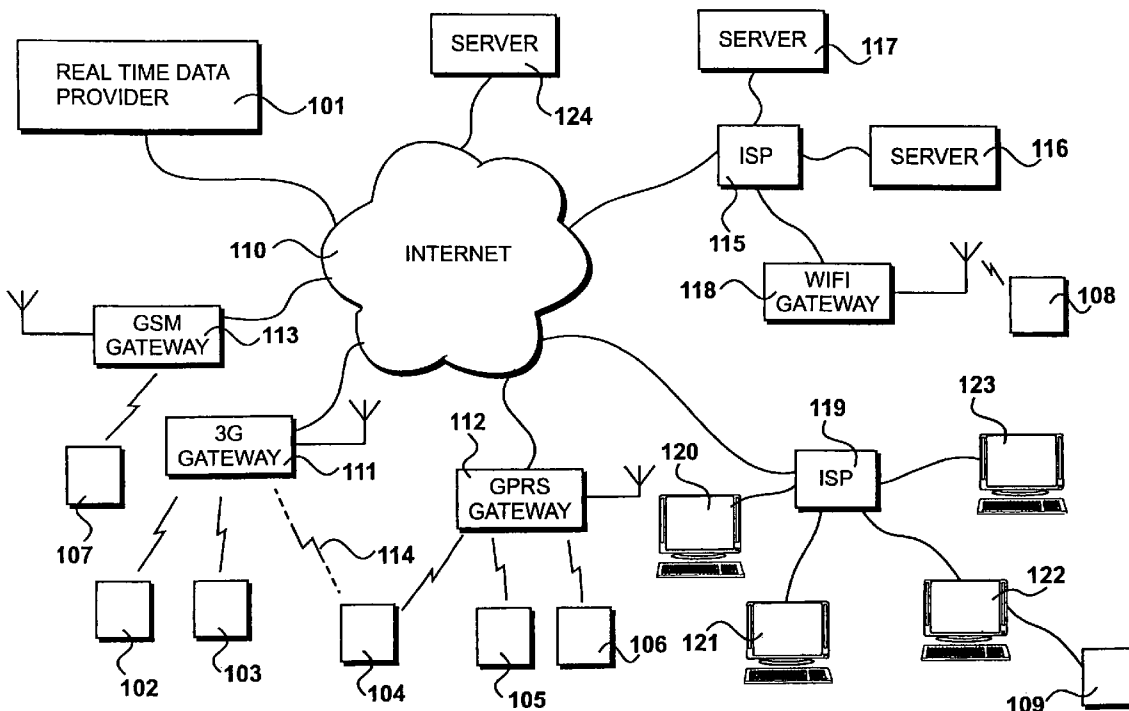 SERVER
124
SERVER
117
REAL TIME DATA
PROVIDER
101
ISP
115
SERVER
116
110
INTERNET
WIFI
GATEWAY
118
108
GSM
GATEWAY
113
3G
GATEWAY
111
112
GPRS
GATEWAY
119
ISP
123
120
107
114
102
103
104
105
106
121
122
109